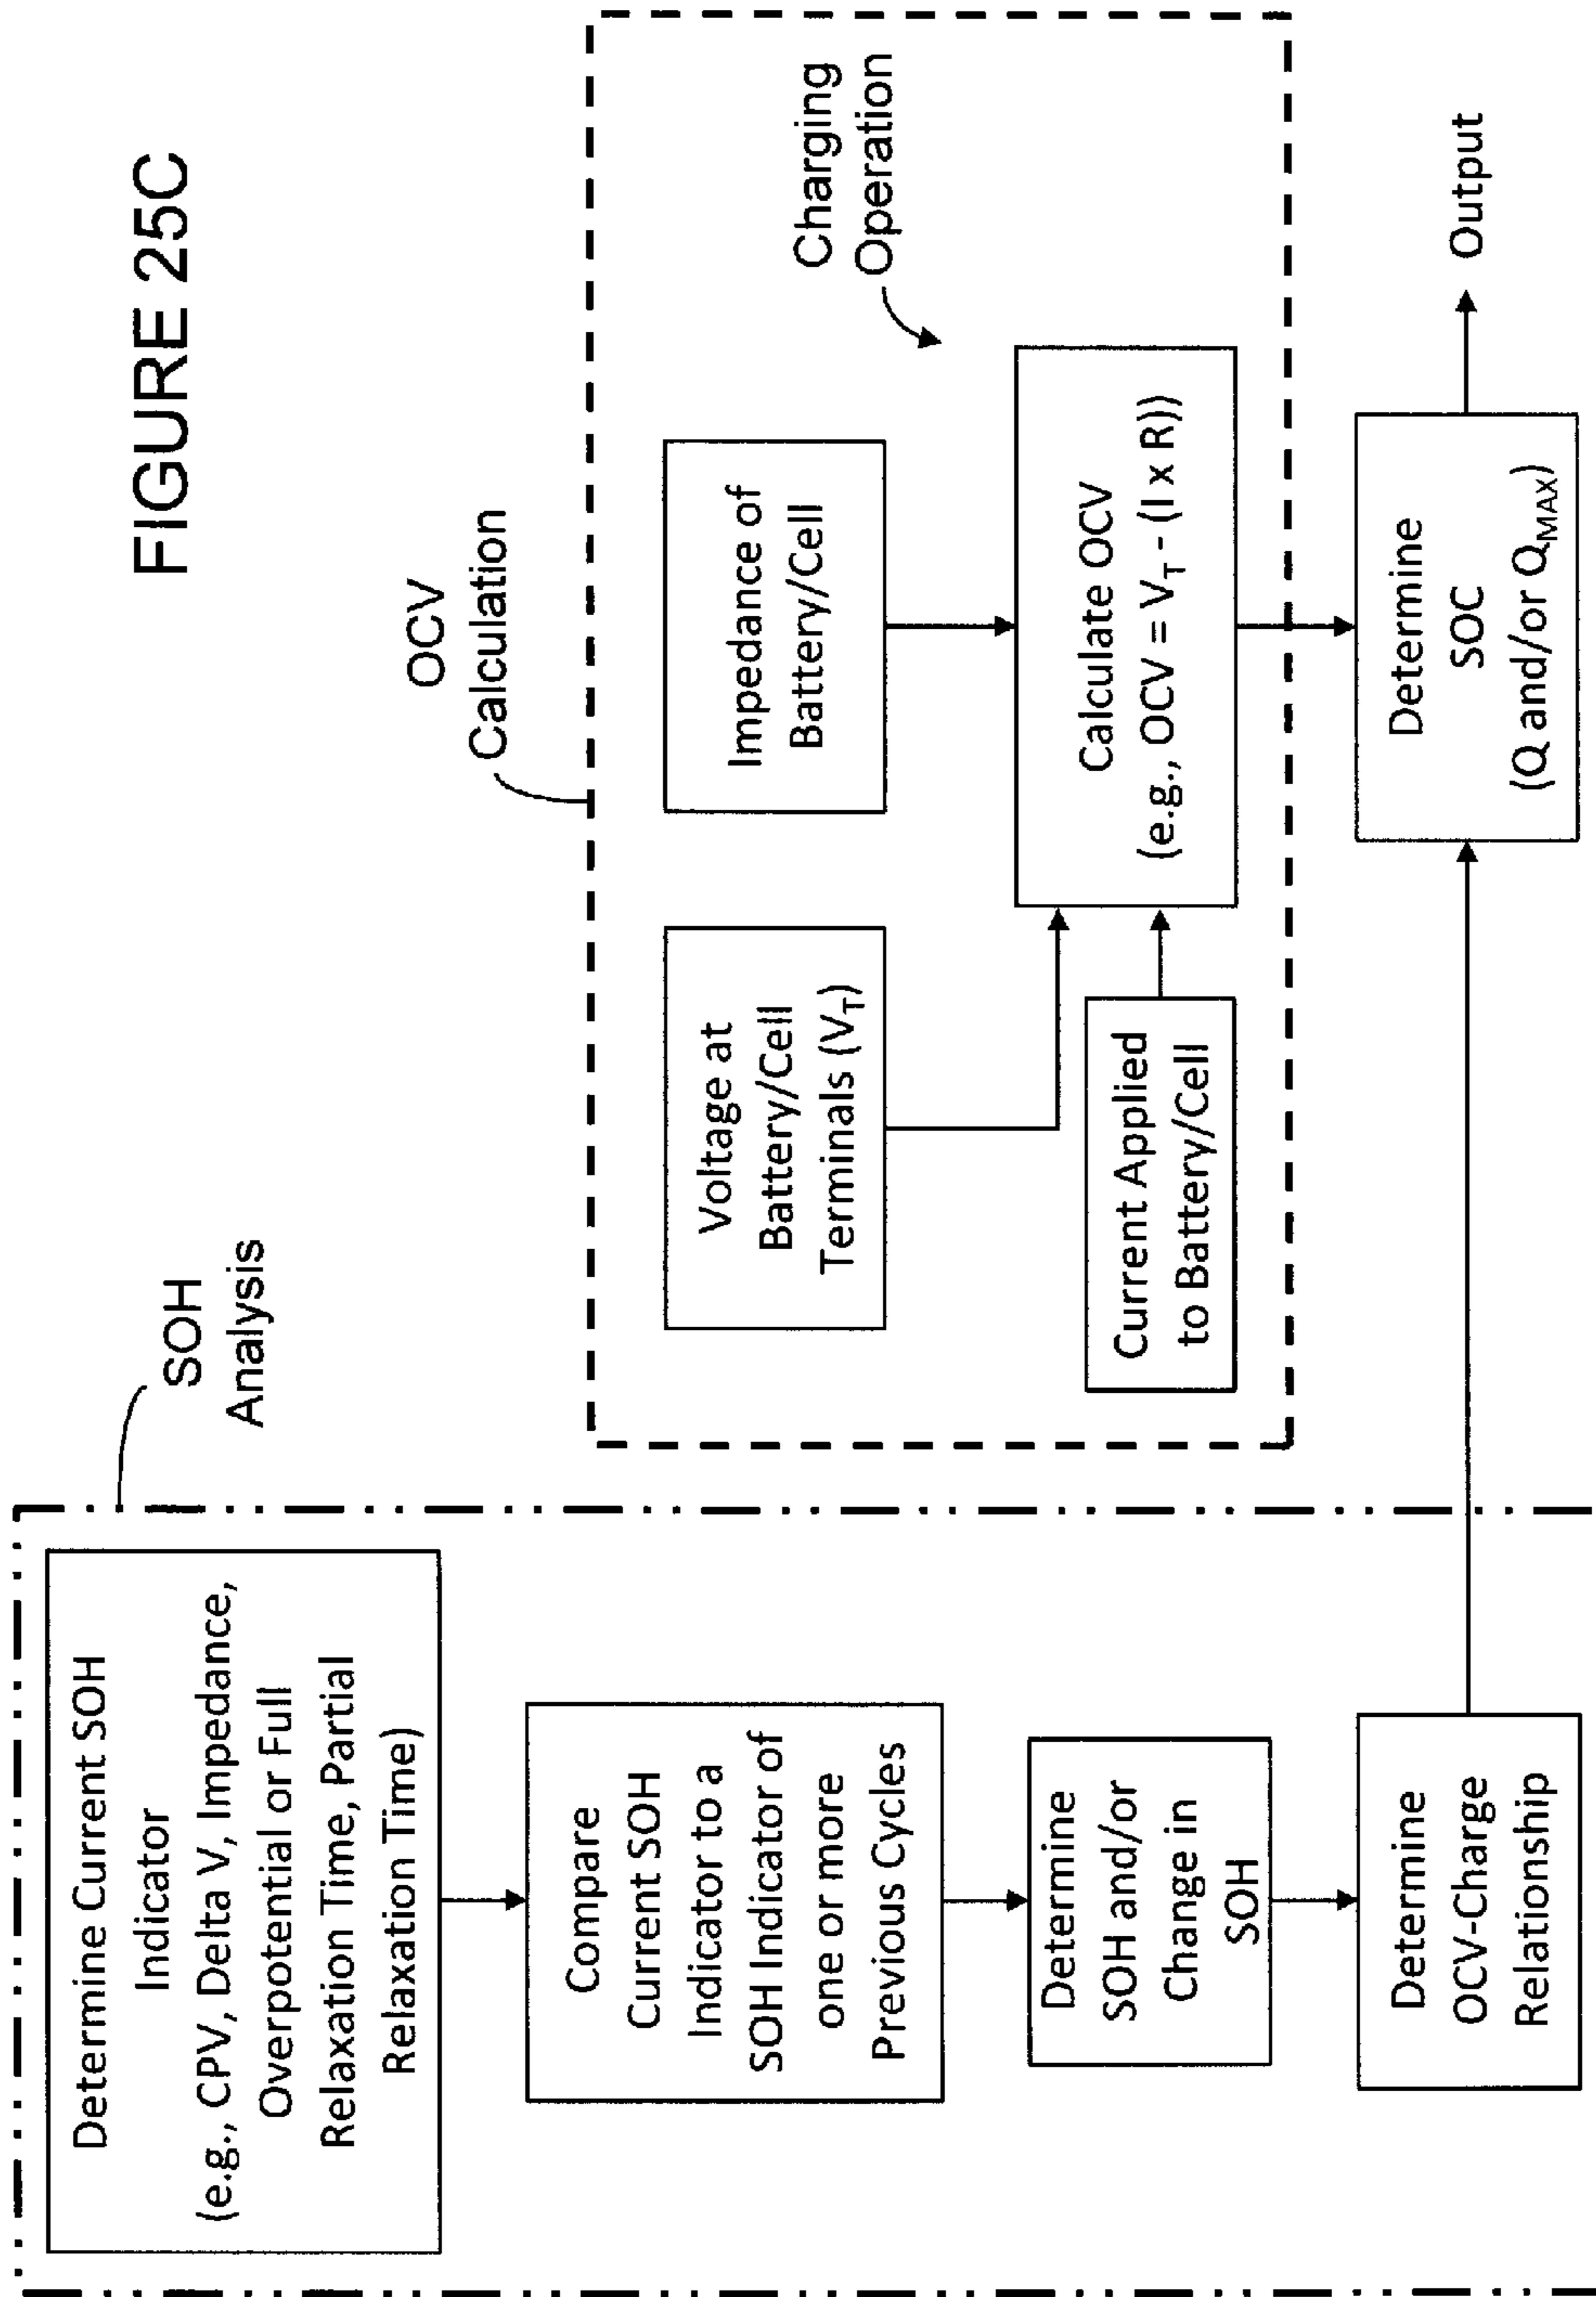 FIGURE 25C
SOH
Analysis
Determine Current SOH
Indicator
(e.g., CPV, Delta V, Impedance,
Overpotential or Full
Relaxation Time, Partial
Relaxation Time)
Compare
Current SOH
Indicator to a
SOH Indicator of
one or more
Previous Cycles
Determine
SOH and/or
Change in
SOH
Determine
OCV-Charge
Relationship
OCV
Calculation
Voltage at
Battery/Cell
Terminals (V_T)
Impedance of
Battery/Cell
Charging
Operation
Current Applied
to Battery/Cell
Calculate OCV
(e.g., OCV = V_T - (I x R))
Determine
SOC
(Q and/or Q_MAX)
Output